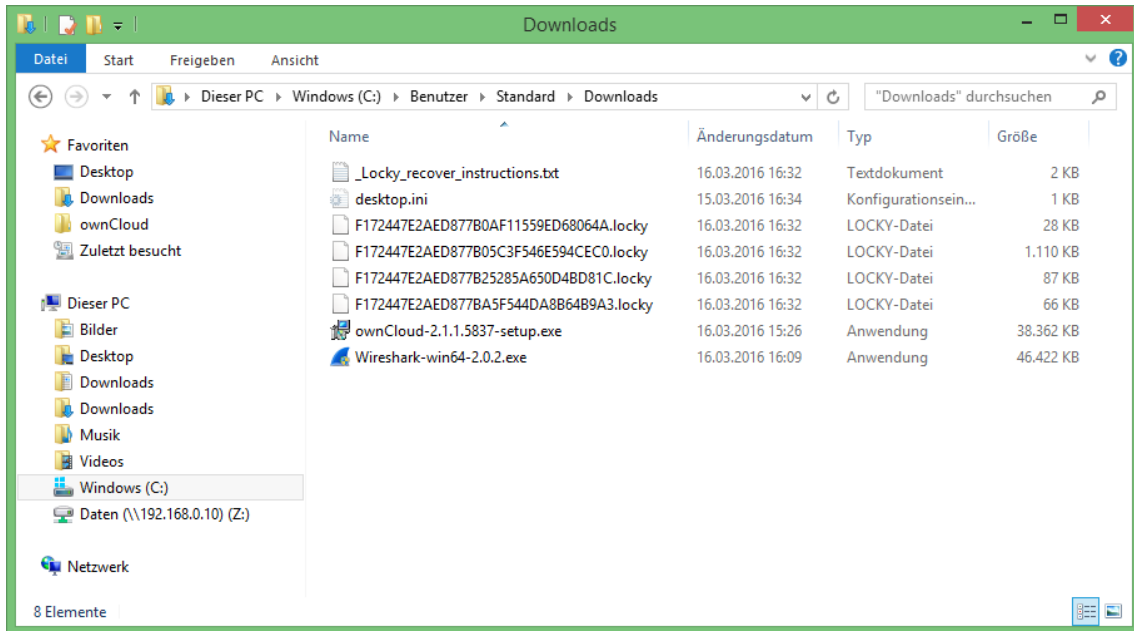 Downloads
Datei Start Freigeben Ansicht
Dieser PC Windows (C:) Benutzer Standard Downloads "Downloads" durchsuchen
Favoriten
Desktop
Downloads
ownCloud
Zuletzt besucht
Dieser PC
Bilder
Desktop
Downloads
Downloads
Musik
Videos
Windows (C:)
Daten (\\192.168.0.10) (Z:)
Netzwerk
Name Änderungsdatum Typ Größe
_Locky_recover_instructions.txt 16.03.2016 16:32 Textdokument 2 KB
desktop.ini 15.03.2016 16:34 Konfigurationsein... 1 KB
F172447E2AED877B0AF11559ED68064A.locky 16.03.2016 16:32 LOCKY-Datei 28 KB
F172447E2AED877B05C3F546E594CEC0.locky 16.03.2016 16:32 LOCKY-Datei 1.110 KB
F172447E2AED877B25285A650D4BD81C.locky 16.03.2016 16:32 LOCKY-Datei 87 KB
F172447E2AED877BA5F544DA8B64B9A3.locky 16.03.2016 16:32 LOCKY-Datei 66 KB
ownCloud-2.1.1.5837-setup.exe 16.03.2016 15:26 Anwendung 38.362 KB
Wireshark-win64-2.0.2.exe 16.03.2016 16:09 Anwendung 46.422 KB
8 Elemente